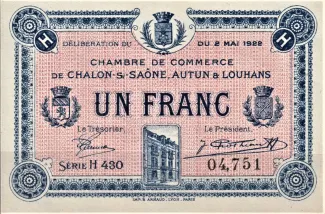 H DÉLIBÉRATION DU DU 2 MAI 1922 H
CHAMBRE DE COMMERCE
DE CHALON-S-SAÔNE, AUTUN & LOUHANS
UN FRANC
Le Trésorier, Le Président,
SÉRIE H 430 04,751